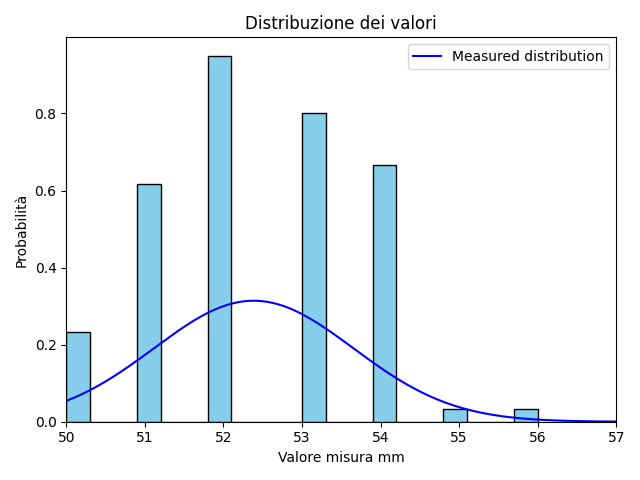 Distribuzione dei valori
Measured distribution
Probabilità
0.8
0.6
0.4
0.2
0.0
50 51 52 53 54 55 56 57
Valore misura mm